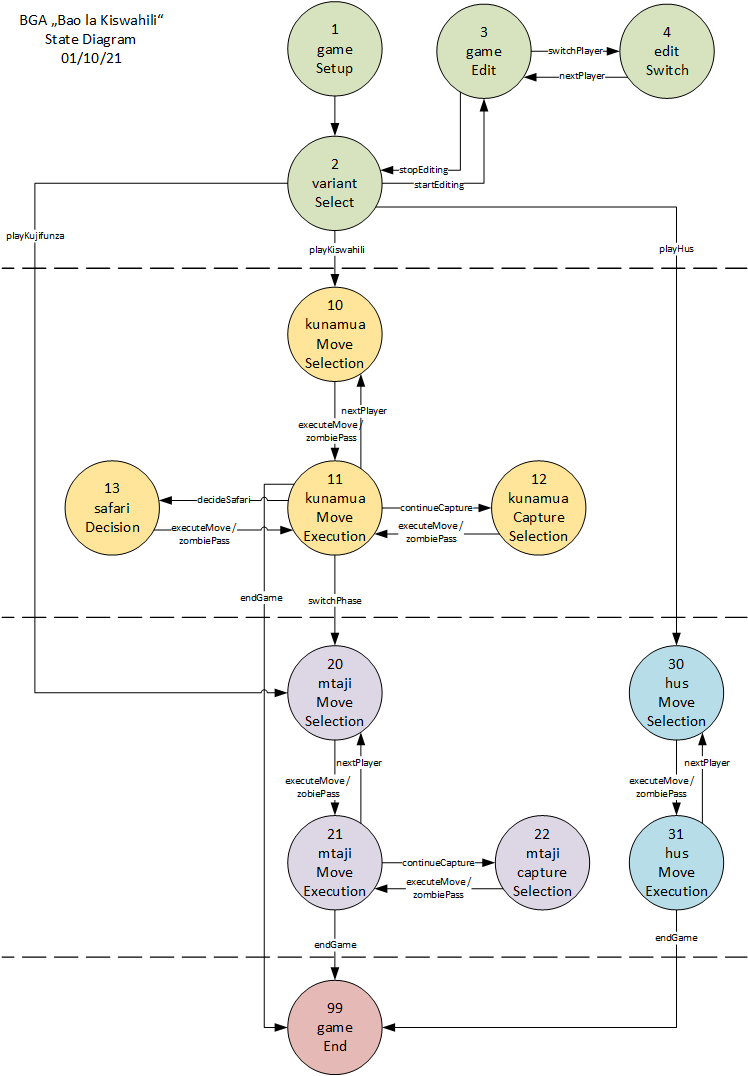 BGA „Bao la Kiswahili“
State Diagram
01/10/21
1
game
Setup
3
game
Edit
4
edit
Switch
switchPlayer
nextPlayer
2
variant
Select
stopEditing
startEditing
playKujifunza
playKiswahili
playHus
10
kunamua
Move
Selection
nextPlayer
executeMove /
zombiePass
13
safari
Decision
decideSafari
executeMove /
zombiePass
11
kunamua
Move
Execution
continueCapture
executeMove /
zombiePass
12
kunamua
Capture
Selection
endGame
switchPhase
20
mtaji
Move
Selection
30
hus
Move
Selection
nextPlayer
executeMove /
zobiePass
nextPlayer
executeMove /
zombiePass
21
mtaji
Move
Execution
continueCapture
executeMove /
zombiePass
22
mtaji
capture
Selection
31
hus
Move
Execution
endGame
endGame
99
game
End